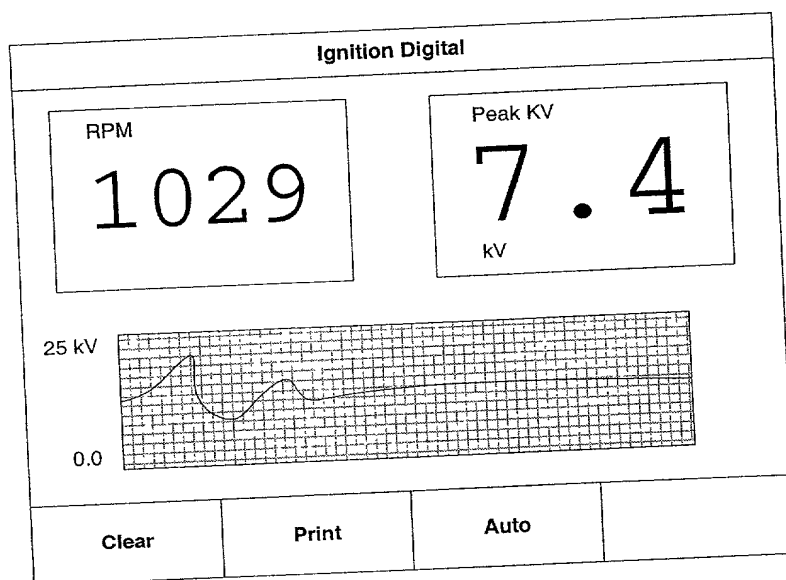 Ignition Digital
RPM
1029
Peak KV
7.4
kV
25 kV
0.0
Clear
Print
Auto